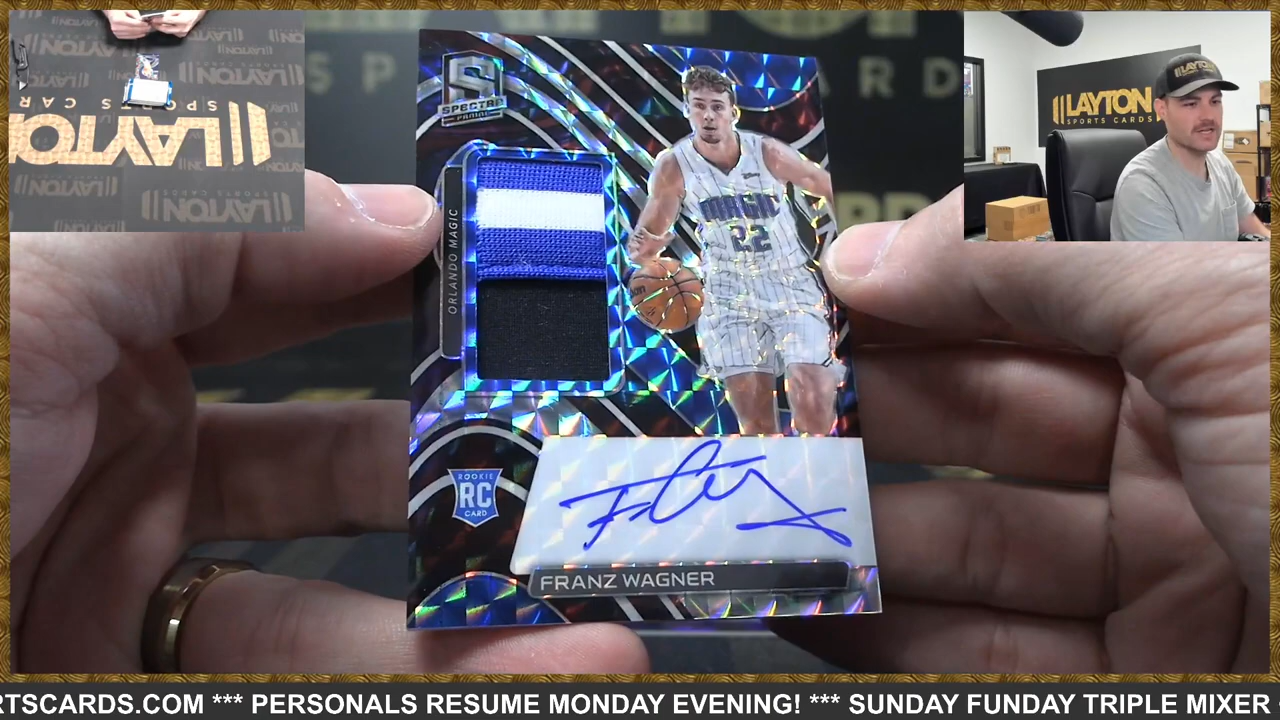 LAYTON
SPORTS CAR
LAYTON
LAYTON
SPORTS CARDS
SPECTRA
PANINI
ORLANDO MAGIC
MAGIC
22
ROOKIE
RC
CARD
FRANZ WAGNER
RTSCARDS.COM *** PERSONALS RESUME MONDAY EVENING! *** SUNDAY FUNDAY TRIPLE MIXER